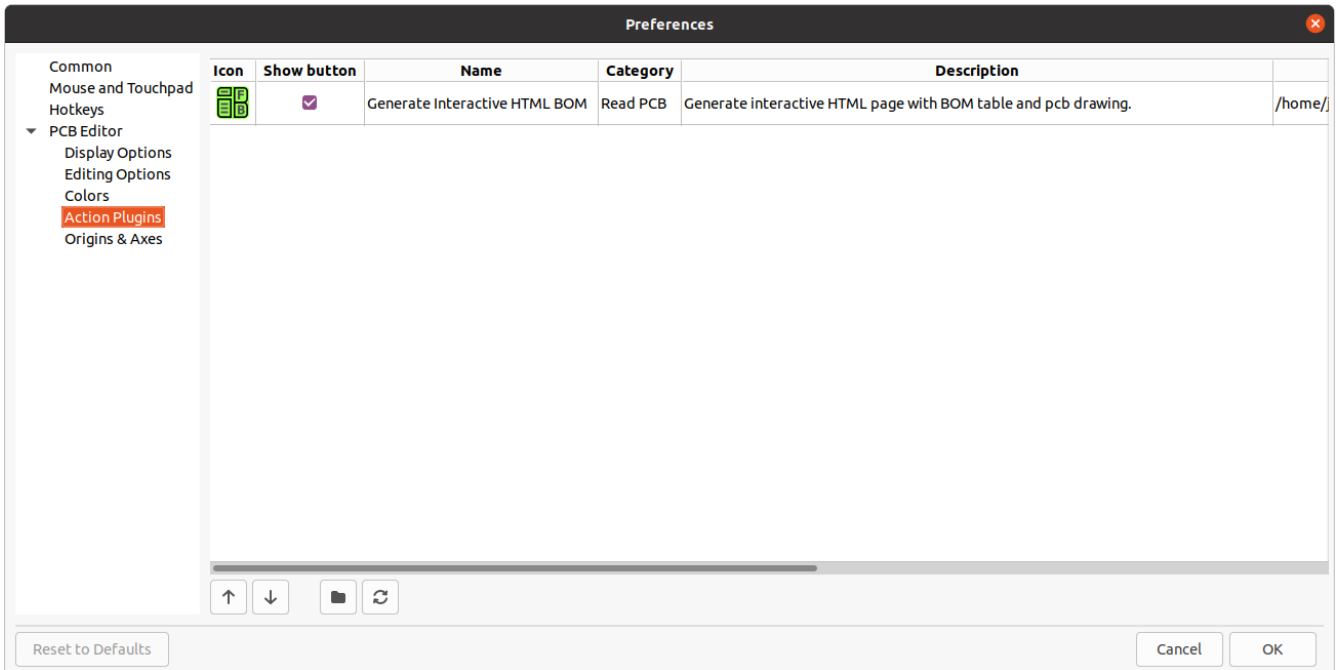 Preferences
Common
Mouse and Touchpad
Hotkeys
PCB Editor
Display Options
Editing Options
Colors
Action Plugins
Origins & Axes
Icon Show button Name Category Description
F
B
Generate Interactive HTML BOM Read PCB Generate interactive HTML page with BOM table and pcb drawing. /home/j
Reset to Defaults Cancel OK